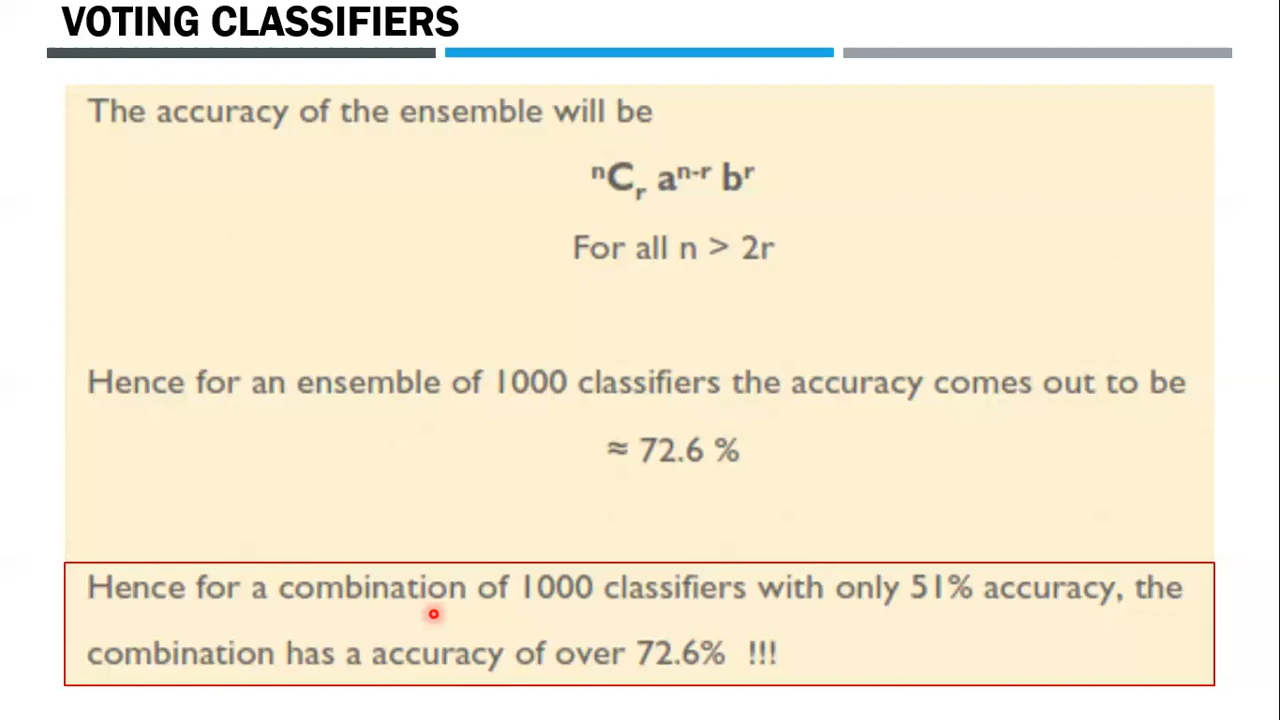 VOTING CLASSIFIERS
The accuracy of the ensemble will be
ⁿCᵣ aⁿ⁻ʳ bʳ
For all n > 2r
Hence for an ensemble of 1000 classifiers the accuracy comes out to be
≈ 72.6 %
Hence for a combination of 1000 classifiers with only 51% accuracy, the
combination has a accuracy of over 72.6% !!!